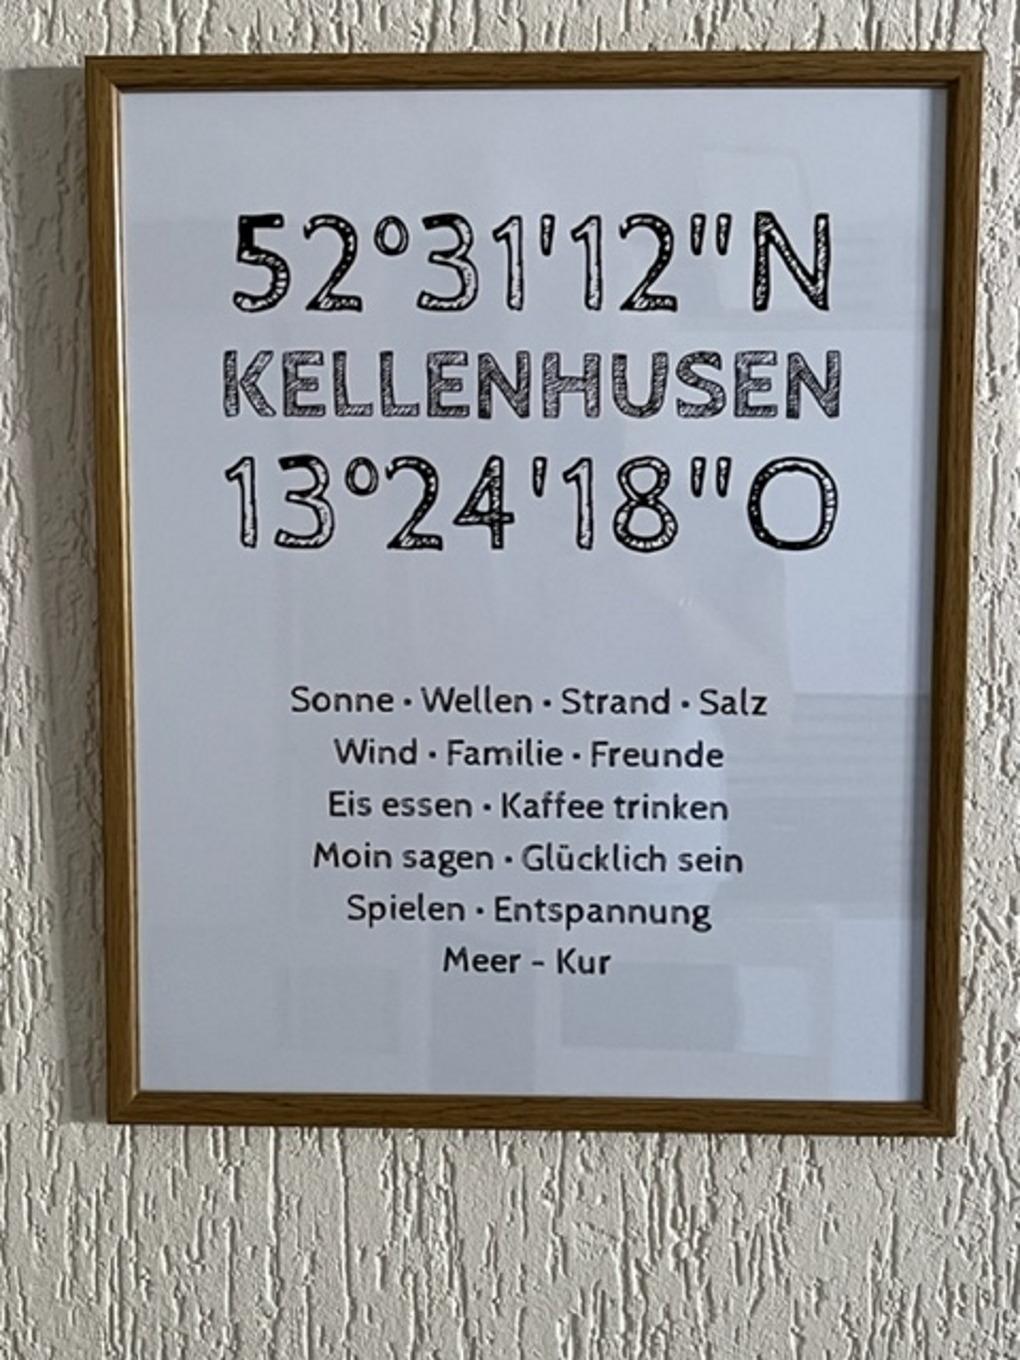 52°31'12"N
KELLENHUSEN
13°24'18"O
Sonne • Wellen • Strand • Salz
Wind • Familie • Freunde
Eis essen • Kaffee trinken
Moin sagen • Glücklich sein
Spielen • Entspannung
Meer - Kur